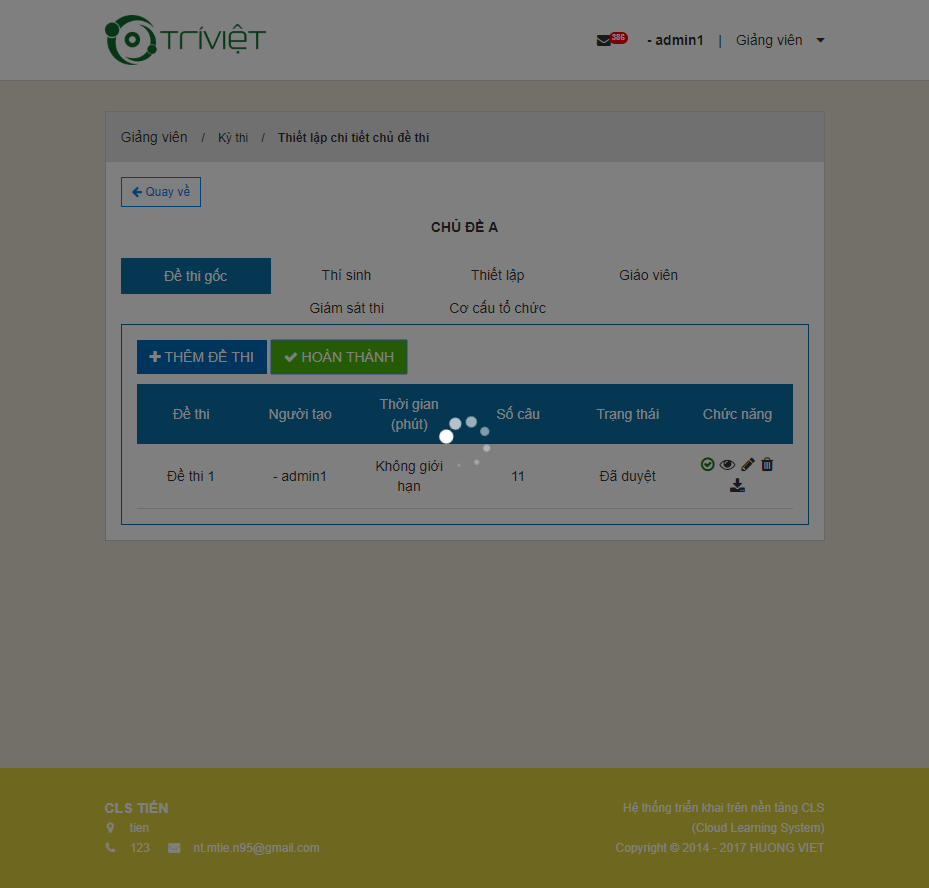 TRÍVIỆT
386
- admin1 | Giảng viên
Giảng viên / Kỳ thi / Thiết lập chi tiết chủ đề thi
Quay về
CHỦ ĐỀ A
Đề thi gốc Thí sinh Thiết lập Giáo viên
Giám sát thi Cơ cấu tổ chức
THÊM ĐỀ THI HOÀN THÀNH
Đề thi Người tạo Thời gian (phút) Số câu Trạng thái Chức năng
Đề thi 1 - admin1 Không giới hạn 11 Đã duyệt
CLS TIẾN
tien
123 nt.mtie.n95@gmail.com
Hệ thống triển khai trên nền tảng CLS
(Cloud Learning System)
Copyright © 2014 - 2017 HUONG VIET